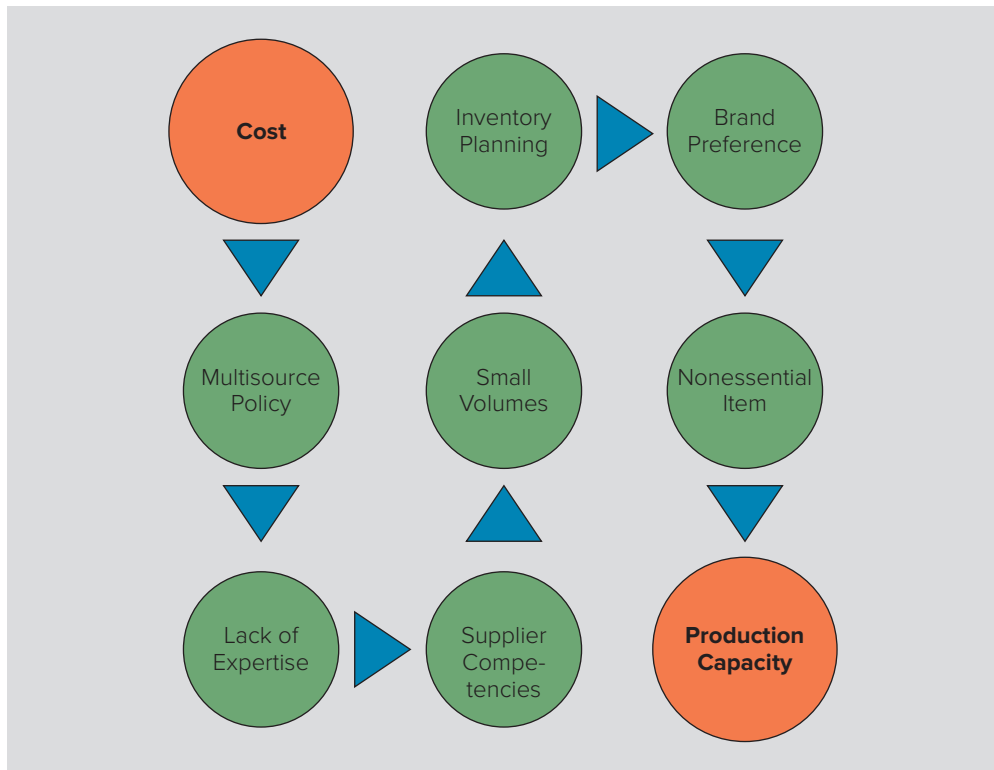 Cost
Multisource
Policy
Lack of
Expertise
Supplier
Compe-
tencies
Small
Volumes
Inventory
Planning
Brand
Preference
Nonessential
Item
Production
Capacity